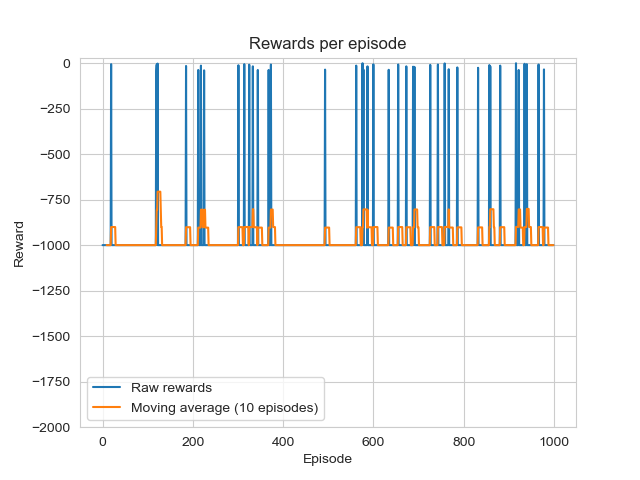 Rewards per episode
0
−250
−500
−750
−1000
−1250
−1500
−1750
−2000
Reward
Raw rewards
Moving average (10 episodes)
0 200 400 600 800 1000
Episode